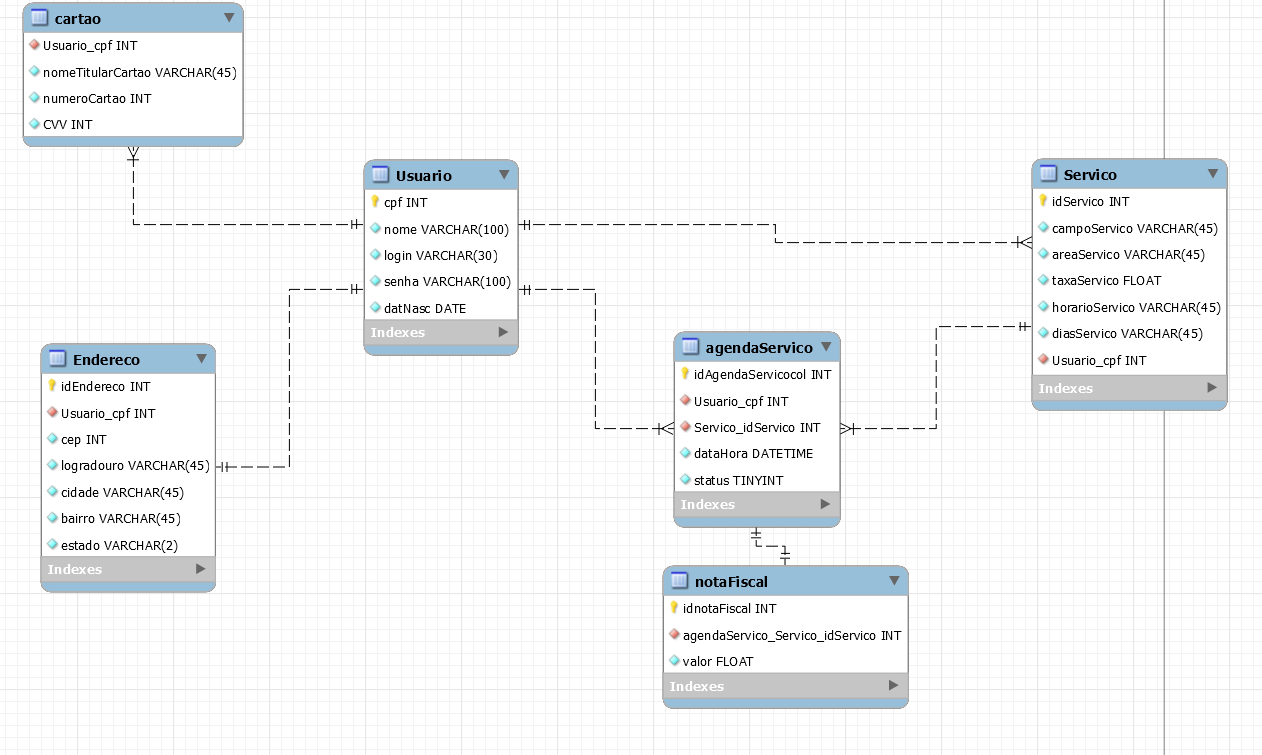 cartao
Usuario_cpf INT
nomeTitularCartao VARCHAR(45)
numeroCartao INT
CVV INT
Usuario
cpf INT
nome VARCHAR(100)
login VARCHAR(30)
senha VARCHAR(100)
datNasc DATE
Indexes
Servico
idServico INT
campoServico VARCHAR(45)
areaServico VARCHAR(45)
taxaServico FLOAT
horarioServico VARCHAR(45)
diasServico VARCHAR(45)
Usuario_cpf INT
Indexes
Endereco
idEndereco INT
Usuario_cpf INT
cep INT
logradouro VARCHAR(45)
cidade VARCHAR(45)
bairro VARCHAR(45)
estado VARCHAR(2)
Indexes
agendaServico
idAgendaServicocol INT
Usuario_cpf INT
Servico_idServico INT
dataHora DATETIME
status TINYINT
Indexes
notaFiscal
idnotaFiscal INT
agendaServico_Servico_idServico INT
valor FLOAT
Indexes